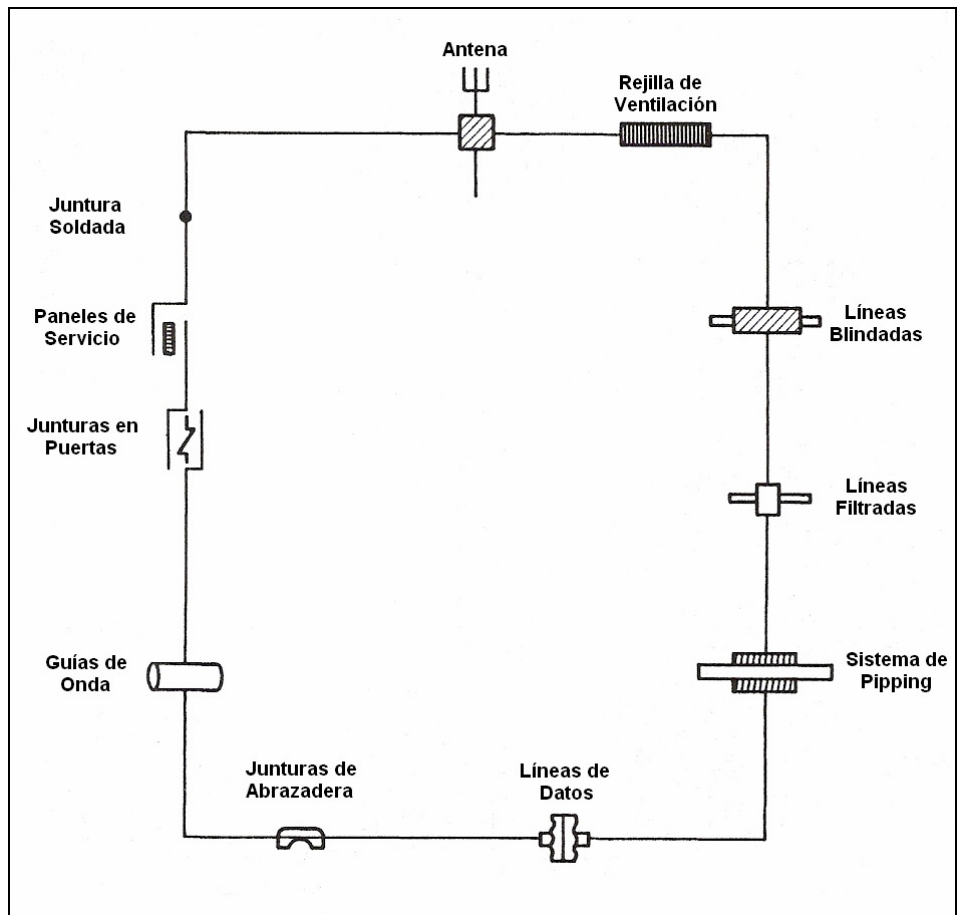 Antena
Rejilla de
Ventilación
Juntura
Soldada
Paneles de
Servicio
Líneas
Blindadas
Junturas en
Puertas
Líneas
Filtradas
Guías de
Onda
Sistema de
Pipping
Junturas de
Abrazadera
Líneas de
Datos